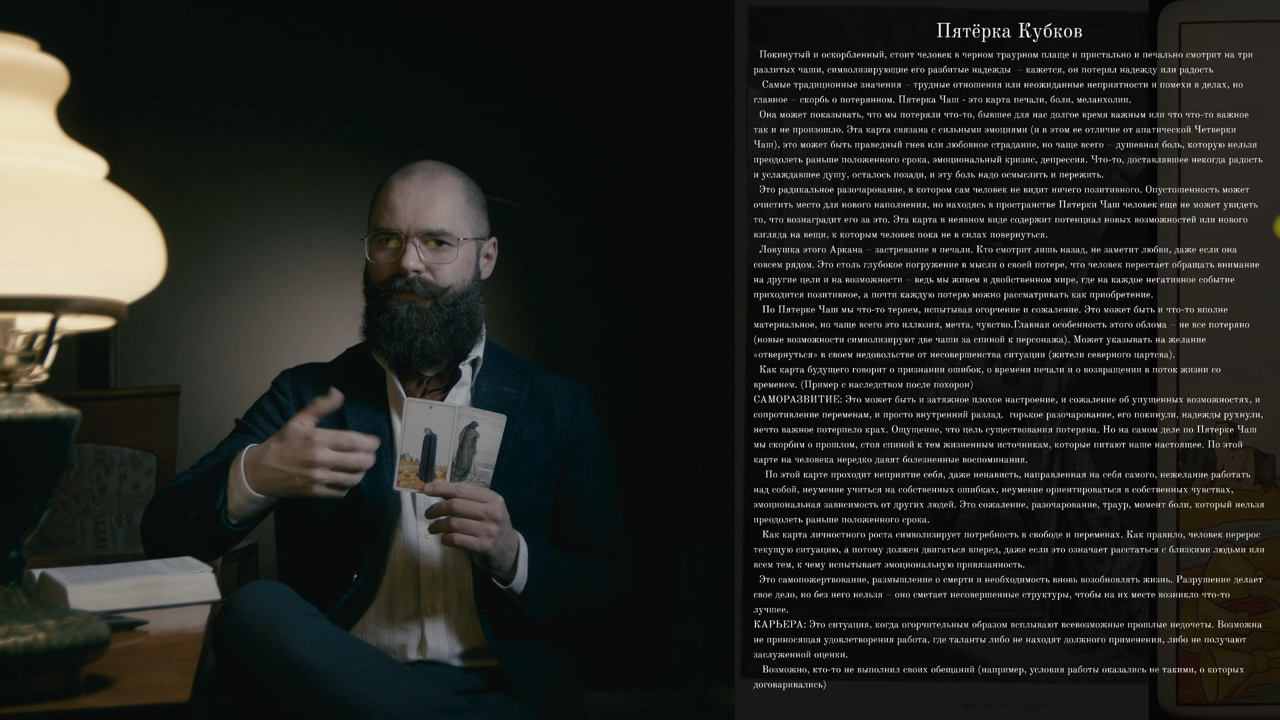 Пятёрка Кубков
Покинутый и оскорбленный, стоит человек в черном траурном плаще и пристально и печально смотрит на три
разлитых чаши, символизирующие его разбитые надежды – кажется, он потерял надежду или радость
Самые традиционные значения – трудные отношения или неожиданные неприятности и помехи в делах, но
главное – скорбь о потерянном. Пятерка Чаш - это карта печали, боли, меланхолии.
Она может показывать, что мы потеряли что-то, бывшее для нас долгое время важным или что что-то важное
так и не произошло. Эта карта связана с сильными эмоциями (и в этом ее отличие от апатической Четверки
Чаш), это может быть праведный гнев или любовное страдание, но чаще всего – душевная боль, которую нельзя
преодолеть раньше положенного срока, эмоциональный кризис, депрессия. Что-то, доставлявшее некогда радость
и услаждавшее душу, осталось позади, и эту боль надо осмыслить и пережить.
Это радикальное разочарование, в котором сам человек не видит ничего позитивного. Опустошенность может
очистить место для нового наполнения, но находясь в пространстве Пятерки Чаш человек еще не может увидеть
то, что вознаградит его за это. Эта карта в неявном виде содержит потенциал новых возможностей или нового
взгляда на вещи, к которым человек пока не в силах повернуться.
Ловушка этого Аркана – застревание в печали. Кто смотрит лишь назад, не заметит любви, даже если она
совсем рядом. Это столь глубокое погружение в мысли о своей потере, что человек перестает обращать внимание
на другие цели и на возможности – ведь мы живем в двойственном мире, где на каждое негативное событие
приходится позитивное, а почти каждую потерю можно рассматривать как приобретение.
По Пятерке Чаш мы что-то теряем, испытывая огорчение и сожаление. Это может быть и что-то вполне
материальное, но чаще всего это иллюзия, мечта, чувство.Главная особенность этого облома – не все потеряно
(новые возможности символизируют две чаши за спиной к персонажа). Может указывать на желание
«отвернуться» в своем недовольстве от несовершенства ситуации (жители северного цартсва).
Как карта будущего говорит о признании ошибок, о времени печали и о возвращении в поток жизни со
временем. (Пример с наследством после похорон)
САМОРАЗВИТИЕ: Это может быть и затяжное плохое настроение, и сожаление об упущенных возможностях, и
сопротивление переменам, и просто внутренний разлад. горькое разочарование, его покинули, надежды рухнули,
нечто важное потерпело крах. Ощущение, что цель существования потеряна. Но на самом деле по Пятерке Чаш
мы скорбим о прошлом, стоя спиной к тем жизненным источникам, которые питают наше настоящее. По этой
карте на человека нередко давят болезненные воспоминания.
По этой карте проходит неприятие себя, даже ненависть, направленная на себя самого, нежелание работать
над собой, неумение учиться на собственных ошибках, неумение ориентироваться в собственных чувствах,
эмоциональная зависимость от других людей. Это сожаление, разочарование, траур, момент боли, который нельзя
преодолеть раньше положенного срока.
Как карта личностного роста символизирует потребность в свободе и переменах. Как правило, человек перерос
текущую ситуацию, а потому должен двигаться вперед, даже если это означает расстаться с близкими людьми или
всем тем, к чему испытывает эмоциональную привязанность.
Это самопожертвование, размышление о смерти и необходимость вновь возобновлять жизнь. Разрушение делает
свое дело, но без него нельзя – оно сметает несовершенные структуры, чтобы на их месте возникло что-то
лучшее.
КАРЬЕРА: Это ситуация, когда огорчительным образом всплывают всевозможные прошлые недочеты. Возможна
не приносящая удовлетворения работа, где таланты либо не находят должного применения, либо не получают
заслуженной оценки.
Возможно, кто-то не выполнил своих обещаний (например, условия работы оказались не такими, о которых
договаривались)